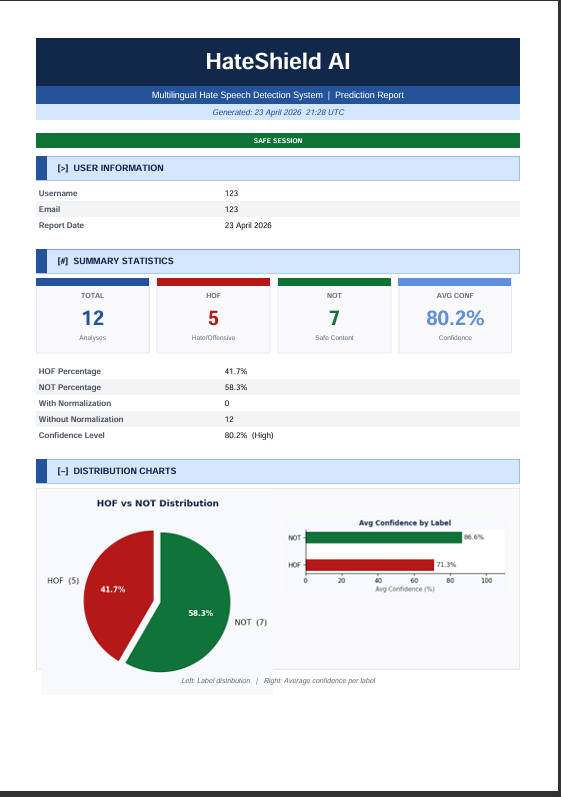 HateShield AI
Multilingual Hate Speech Detection System | Prediction Report
Generated: 23 April 2026 21:28 UTC
SAFE SESSION
[>] USER INFORMATION
Username 123
Email 123
Report Date 23 April 2026
[#] SUMMARY STATISTICS
TOTAL HOF NOT AVG CONF
12 5 7 80.2%
Analyses Hate/Offensive Safe Content Confidence
HOF Percentage 41.7%
NOT Percentage 58.3%
With Normalization 0
Without Normalization 12
Confidence Level 80.2% (High)
[~] DISTRIBUTION CHARTS
HOF vs NOT Distribution
HOF (5)
41.7%
58.3%
NOT (7)
Avg Confidence by Label
NOT 86.6%
HOF 71.3%
0 20 40 60 80 100
Avg Confidence (%)
Left: Label distribution | Right: Average confidence per label